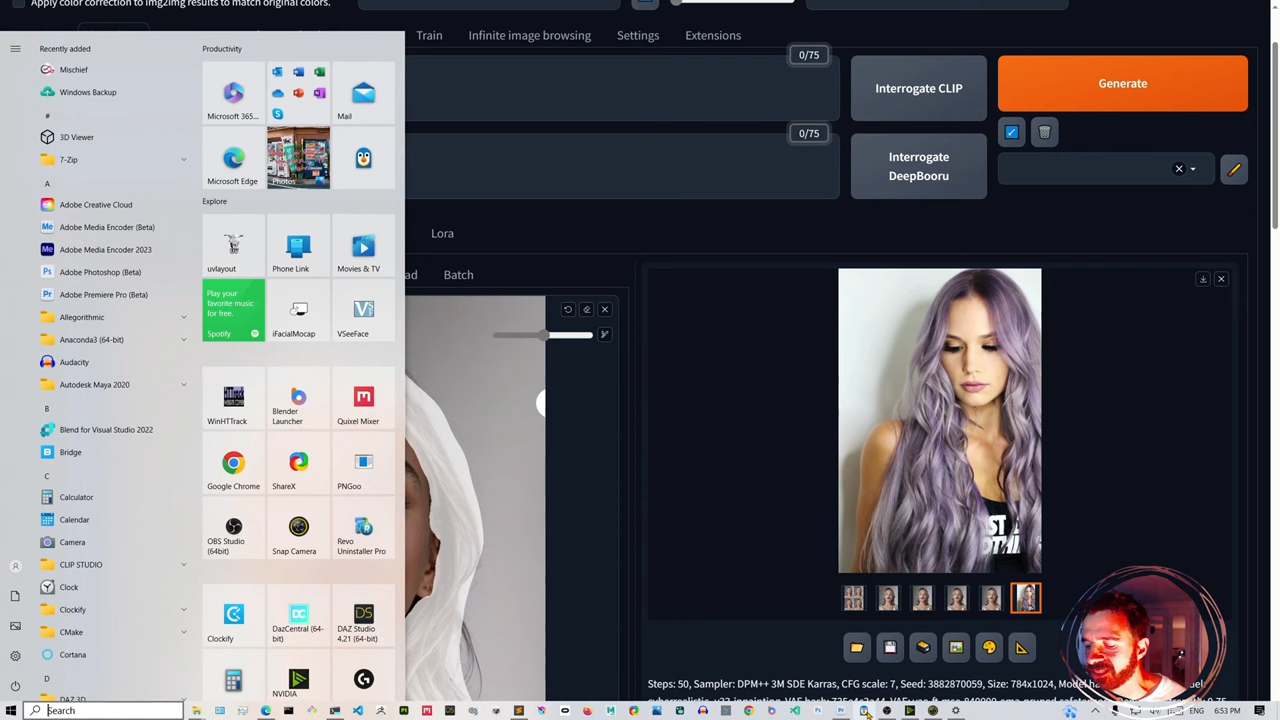 Apply color correction to img2img results to match original colors.
Train
Infinite image browsing
Settings
Extensions
0/75
Interrogate CLIP
Generate
0/75
Interrogate
DeepBooru
Lora
Batch
Recently added
Mischief
Windows Backup
#
3D Viewer
7-Zip
A
Adobe Creative Cloud
Adobe Media Encoder (Beta)
Adobe Media Encoder 2023
Adobe Photoshop (Beta)
Adobe Premiere Pro (Beta)
Allegorithmic
Anaconda3 (64-bit)
Audacity
Autodesk Maya 2020
B
Blend for Visual Studio 2022
Bridge
C
Calculator
Calendar
Camera
CLIP STUDIO
Clock
Clockify
CMake
Cortana
D
DAZ 3D
Productivity
Microsoft 365...
Mail
Microsoft Edge
Photos
Explore
uvlayout
Phone Link
Movies & TV
Play your
favorite music
for free.
Spotify
iFacialMocap
VSeeFace
WinHTTrack
Blender
Launcher
Quixel Mixer
Google Chrome
ShareX
PNGoo
OBS Studio
(64bit)
Snap Camera
Revo
Uninstaller Pro
Clockify
DazCentral (64-
bit)
DAZ Studio
4.21 (64-bit)
NVIDIA
Steps: 50, Sampler: DPM++ 3M SDE Karras, CFG scale: 7, Seed: 3882870059, Size: 784x1024, Model
Search
ENG
6:53 PM